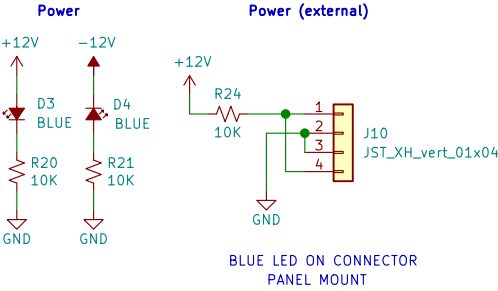 Power
Power (external)
+12V
-12V
+12V
D3
BLUE
D4
BLUE
R24
10K
1
2
3
4
J10
JST_XH_vert_01x04
R20
10K
R21
10K
GND
GND
GND
BLUE LED ON CONNECTOR
PANEL MOUNT